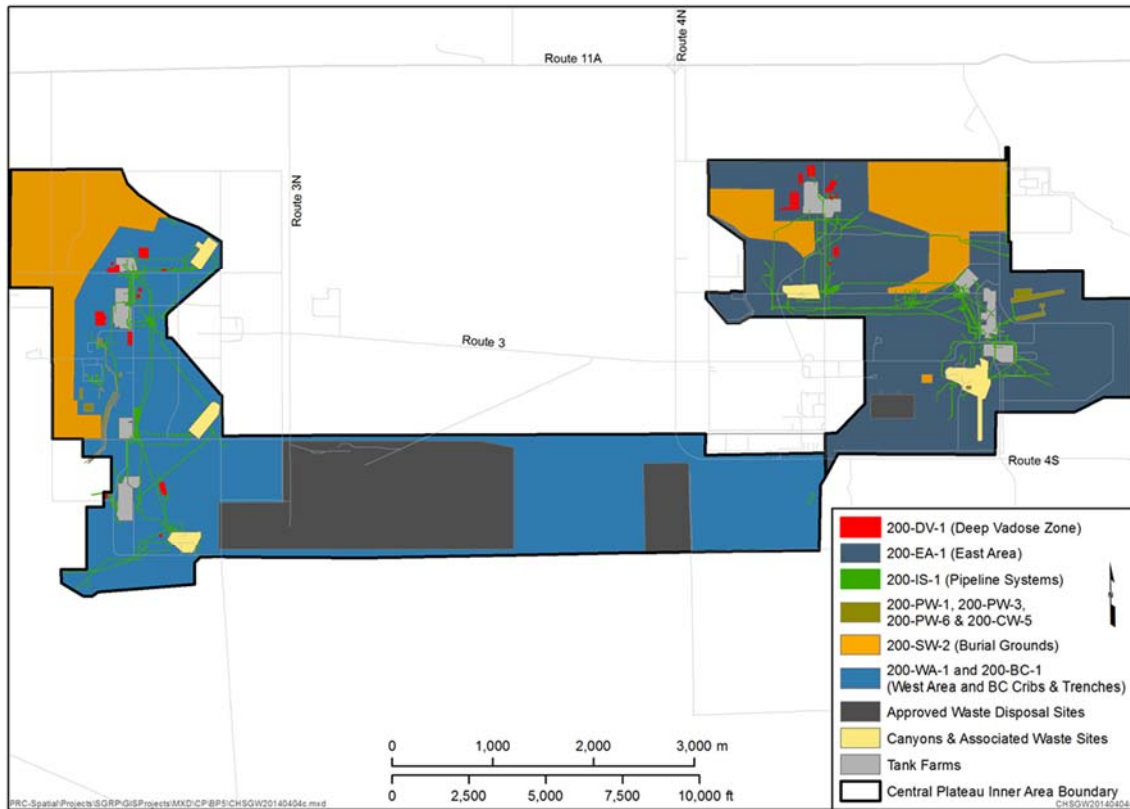 Route 4N
Route 11A
Route 3N
Route 3
Route 4S
200-DV-1 (Deep Vadose Zone)
200-EA-1 (East Area)
200-IS-1 (Pipeline Systems)
200-PW-1, 200-PW-3,
200-PW-6 & 200-CW-5
200-SW-2 (Burial Grounds)
200-WA-1 and 200-BC-1
(West Area and BC Cribs & Trenches)
Approved Waste Disposal Sites
Canyons & Associated Waste Sites
Tank Farms
Central Plateau Inner Area Boundary
0 1,000 2,000 3,000 m
0 2,500 5,000 7,500 10,000 ft
PRC-Spatial\Projects\SGRP\GISProjects\MXD\CP\BP5\CHSGW20140404c.mxd